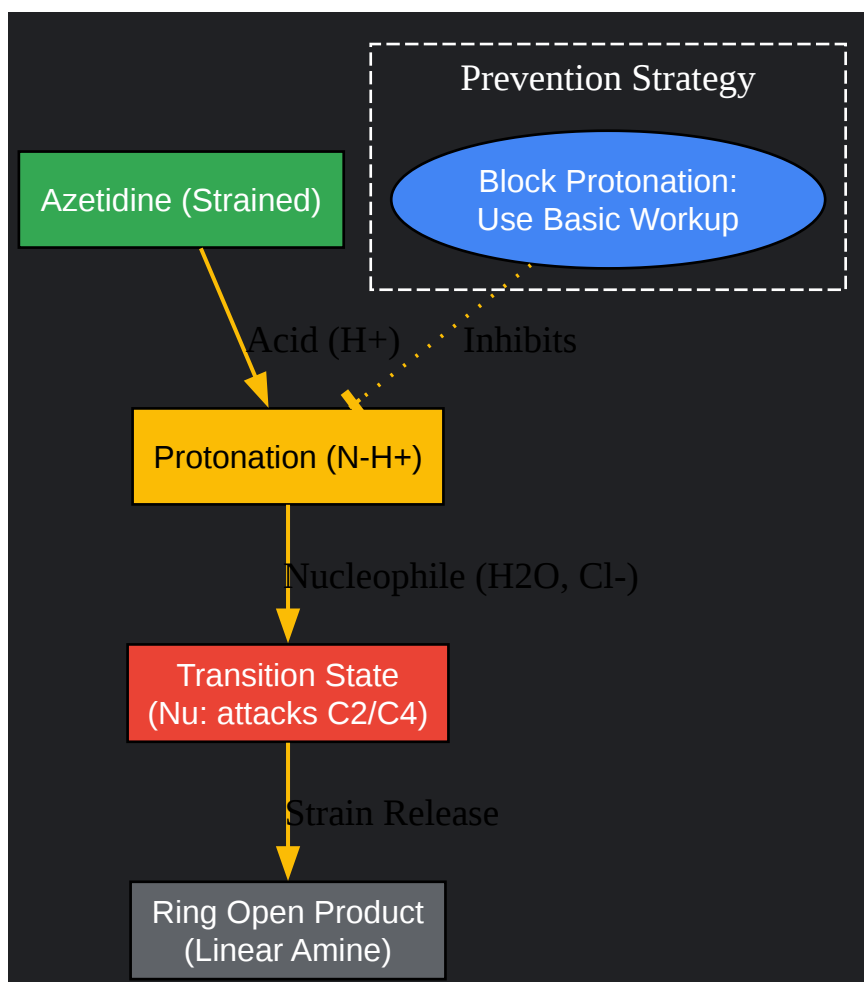 Prevention Strategy
Azetidine (Strained)
Block Protonation:
Use Basic Workup
Acid (H+)
Inhibits
Protonation (N-H+)
Nucleophile (H2O, Cl-)
Transition State
(Nu: attacks C2/C4)
Strain Release
Ring Open Product
(Linear Amine)